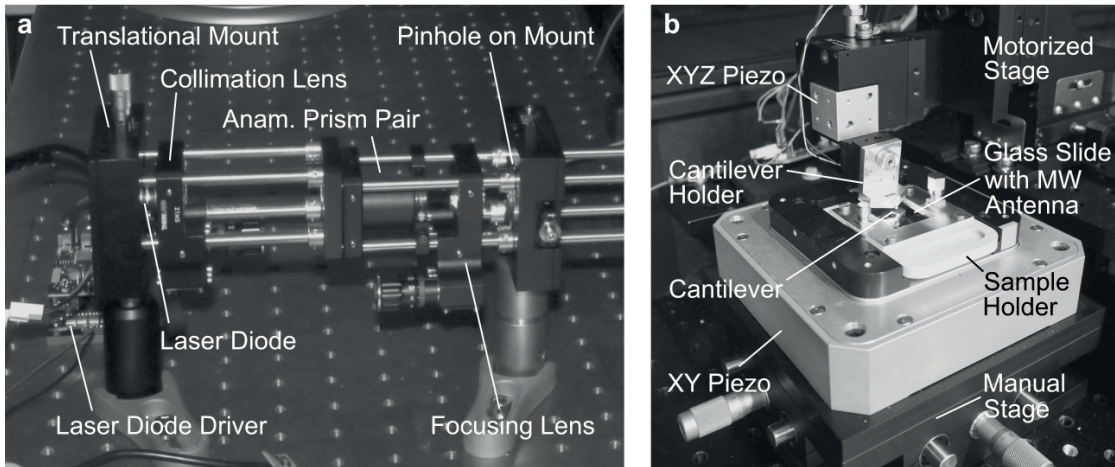 a
Translational Mount
Collimation Lens
Anam. Prism Pair
Pinhole on Mount
Laser Diode
Laser Diode Driver
Focusing Lens
b
XYZ Piezo
Motorized
Stage
Cantilever
Holder
Glass Slide
with MW
Antenna
Cantilever
Sample
Holder
XY Piezo
Manual
Stage